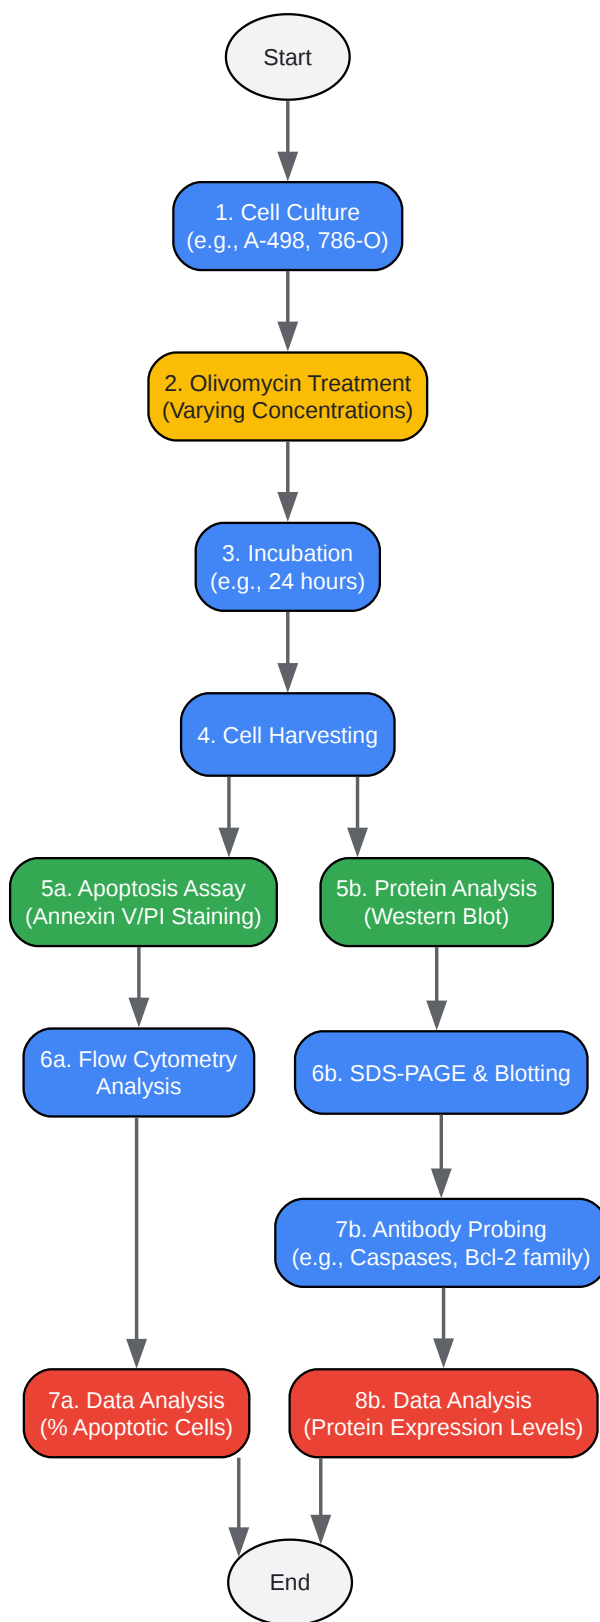 Start
1. Cell Culture
(e.g., A-498, 786-O)
2. Olivomycin Treatment
(Varying Concentrations)
3. Incubation
(e.g., 24 hours)
4. Cell Harvesting
5a. Apoptosis Assay
(Annexin V/PI Staining)
5b. Protein Analysis
(Western Blot)
6a. Flow Cytometry
Analysis
6b. SDS-PAGE & Blotting
7b. Antibody Probing
(e.g., Caspases, Bcl-2 family)
7a. Data Analysis
(% Apoptotic Cells)
8b. Data Analysis
(Protein Expression Levels)
End